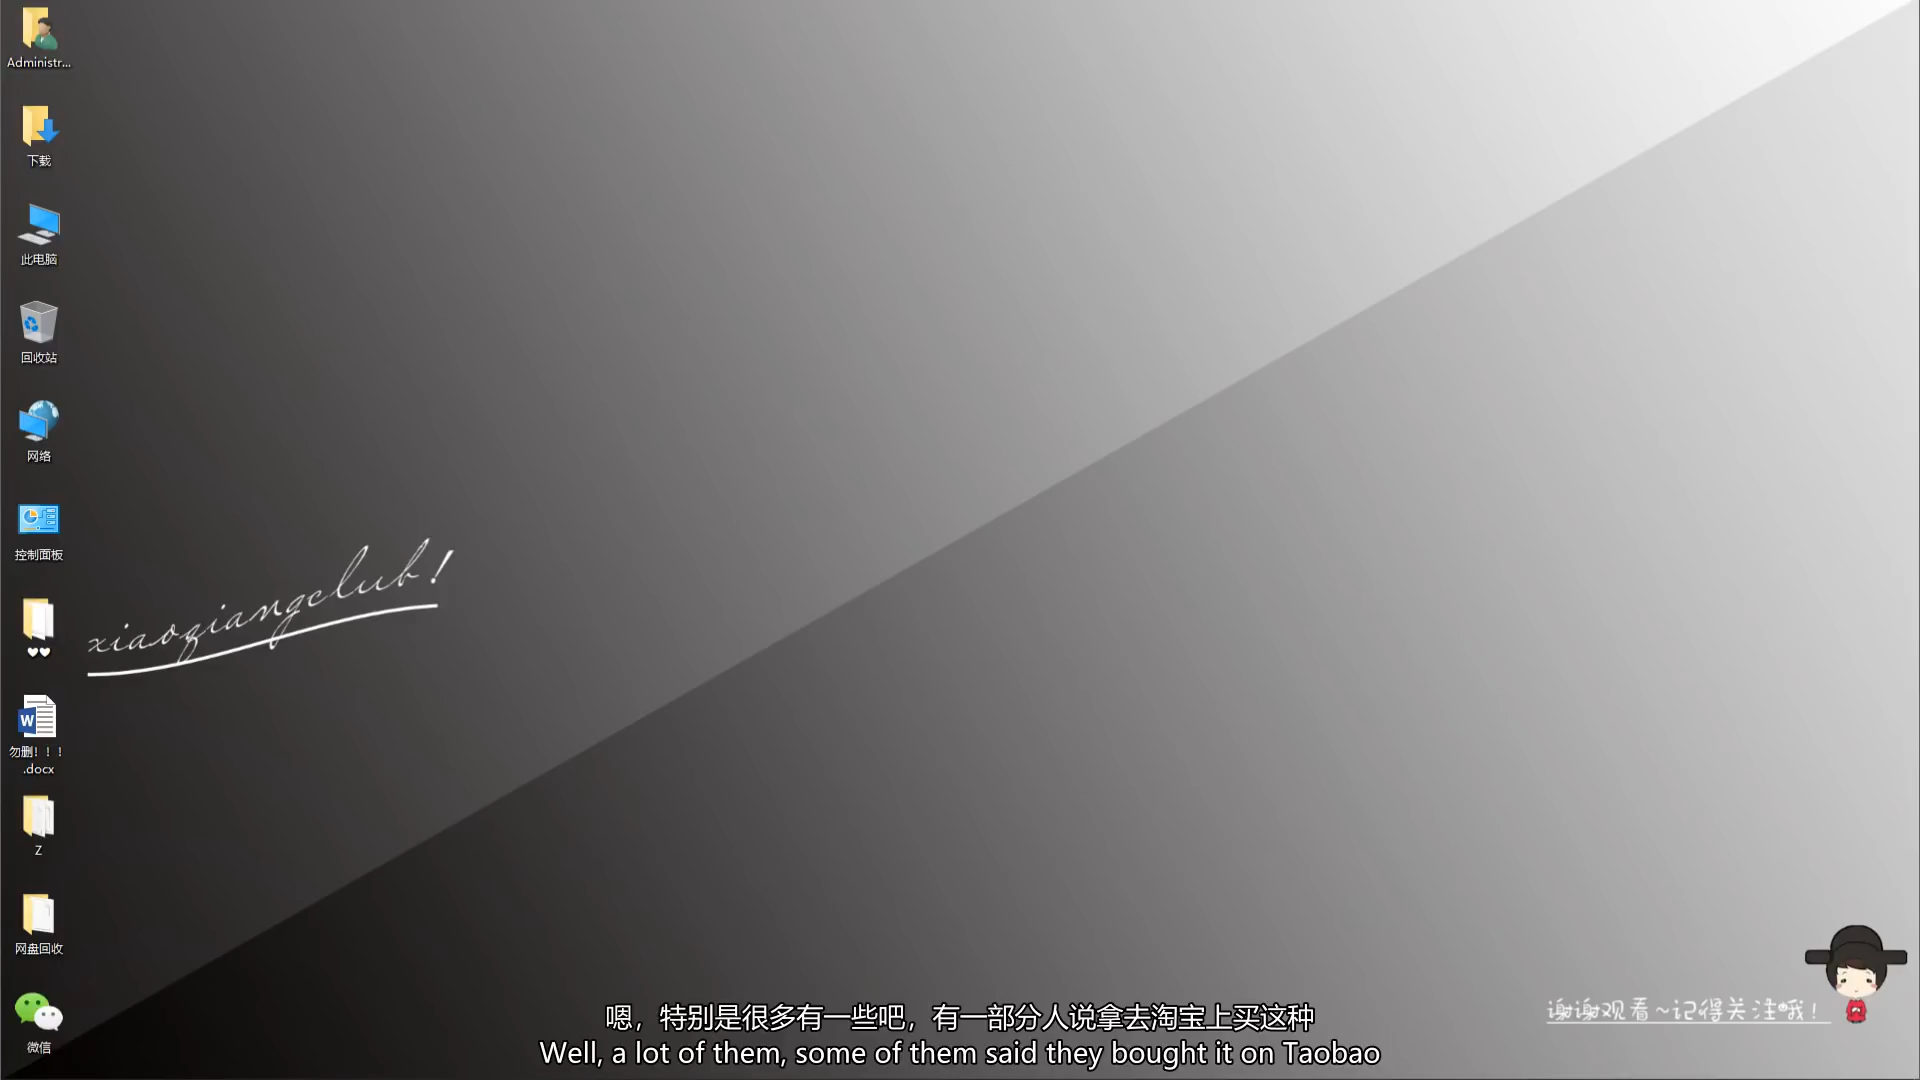 Administr...
下载
此电脑
回收站
网络
控制面板
xiaoqiangclub!
勿删！！！
.docx
Z
网盘回收
微信
谢谢观看~记得关注哦！
嗯，特别是很多有一些吧，有一部分人说拿去淘宝上买这种
Well, a lot of them, some of them said they bought it on Taobao